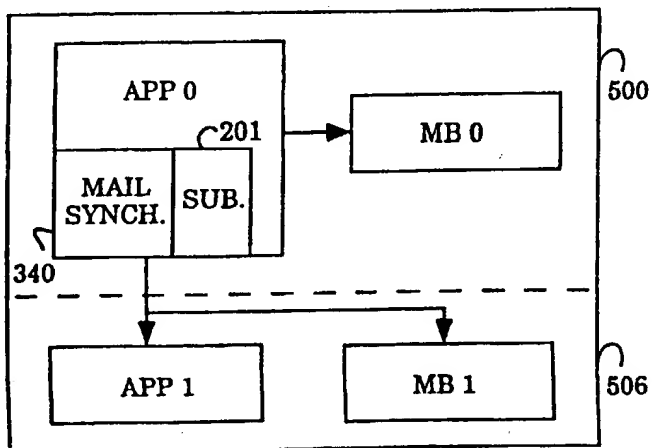 APP 0
201
500
MB 0
MAIL
SYNCH.
SUB.
340
APP 1
MB 1
506